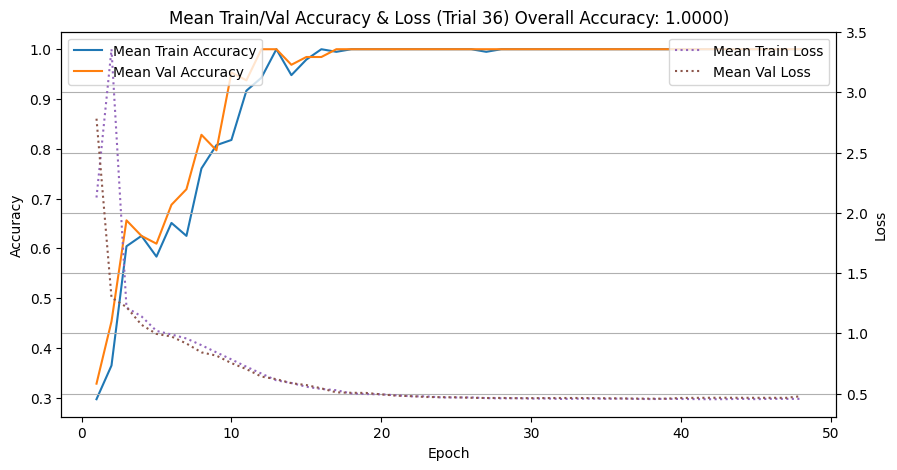 Mean Train/Val Accuracy & Loss (Trial 36) Overall Accuracy: 1.0000)
Mean Train Accuracy
Mean Val Accuracy
Mean Train Loss
Mean Val Loss
1.0
0.9
0.8
0.7
0.6
0.5
0.4
0.3
Accuracy
3.5
3.0
2.5
2.0
1.5
1.0
0.5
Loss
0 10 20 30 40 50
Epoch